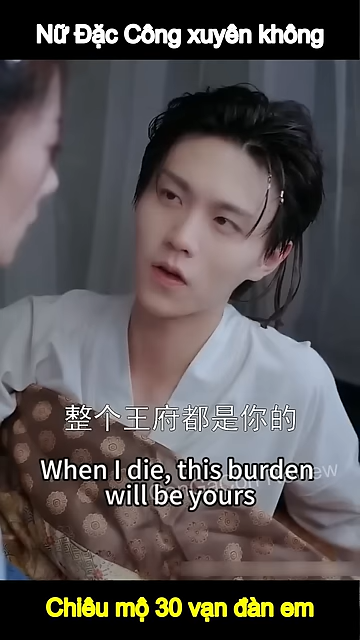 Nữ Đặc Công xuyên không
整个王府都是你的
When I die, this burden
will be yours
Chiêu mộ 30 vạn đàn em